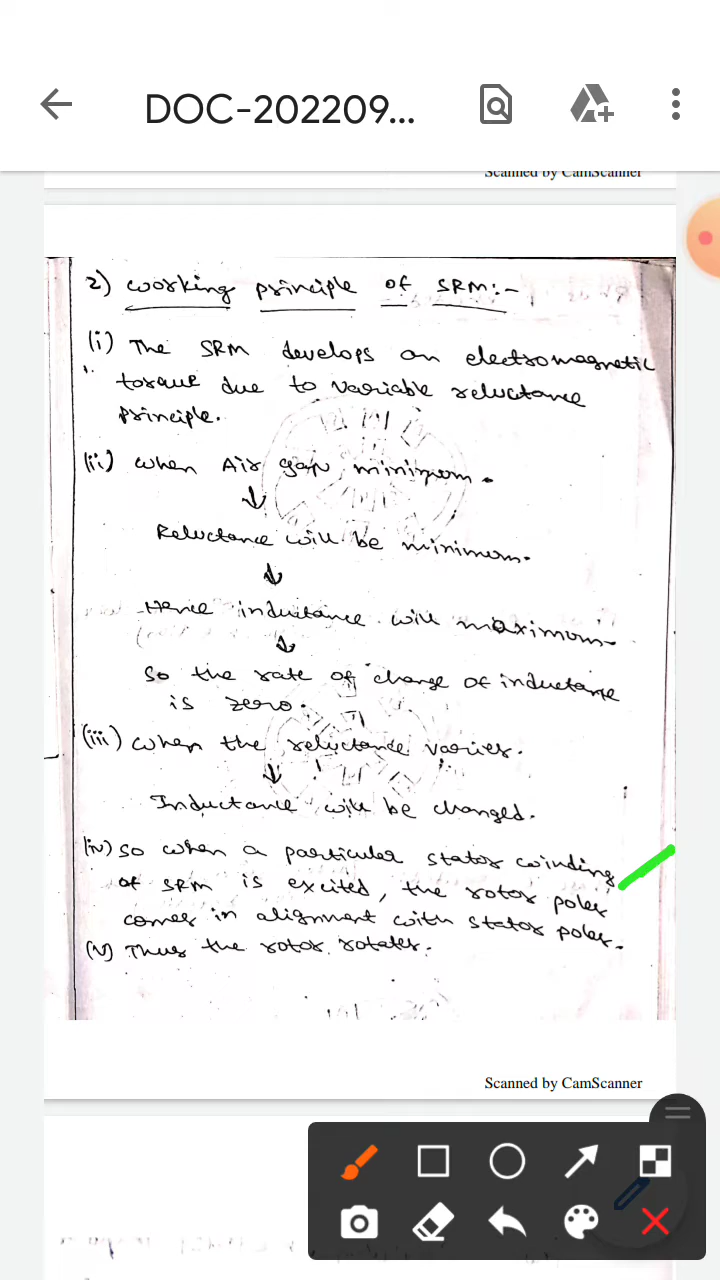 DOC-202209...
Scanned by CamScanner
2) working principle of SRM:-
(i) The SRM develops an electromagnetic
torque due to variable reluctance
principle.
(ii) when Air gap minimum.
↓
Reluctance will be minimum.
↓
Hence inductance will maximum
↓
So the rate of change of inductance
is zero.
(iii) when the reluctance varies.
↓
Inductance will be changed.
(iv) so when a particular stator winding
of SRM is excited, the rotor poles
comes in alignment with stator poles.
(v) Thus the rotor rotates.
Scanned by CamScanner